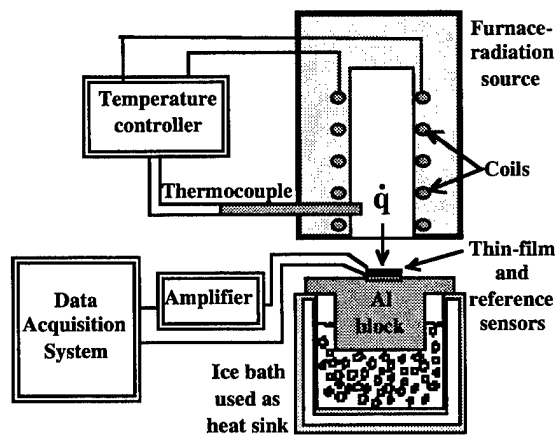 Furnace-
radiation
source
Temperature
controller
Coils
Thermocouple
q̇
Thin-film
and
reference
sensors
Amplifier
Data
Acquisition
System
Al
block
Ice bath
used as
heat sink